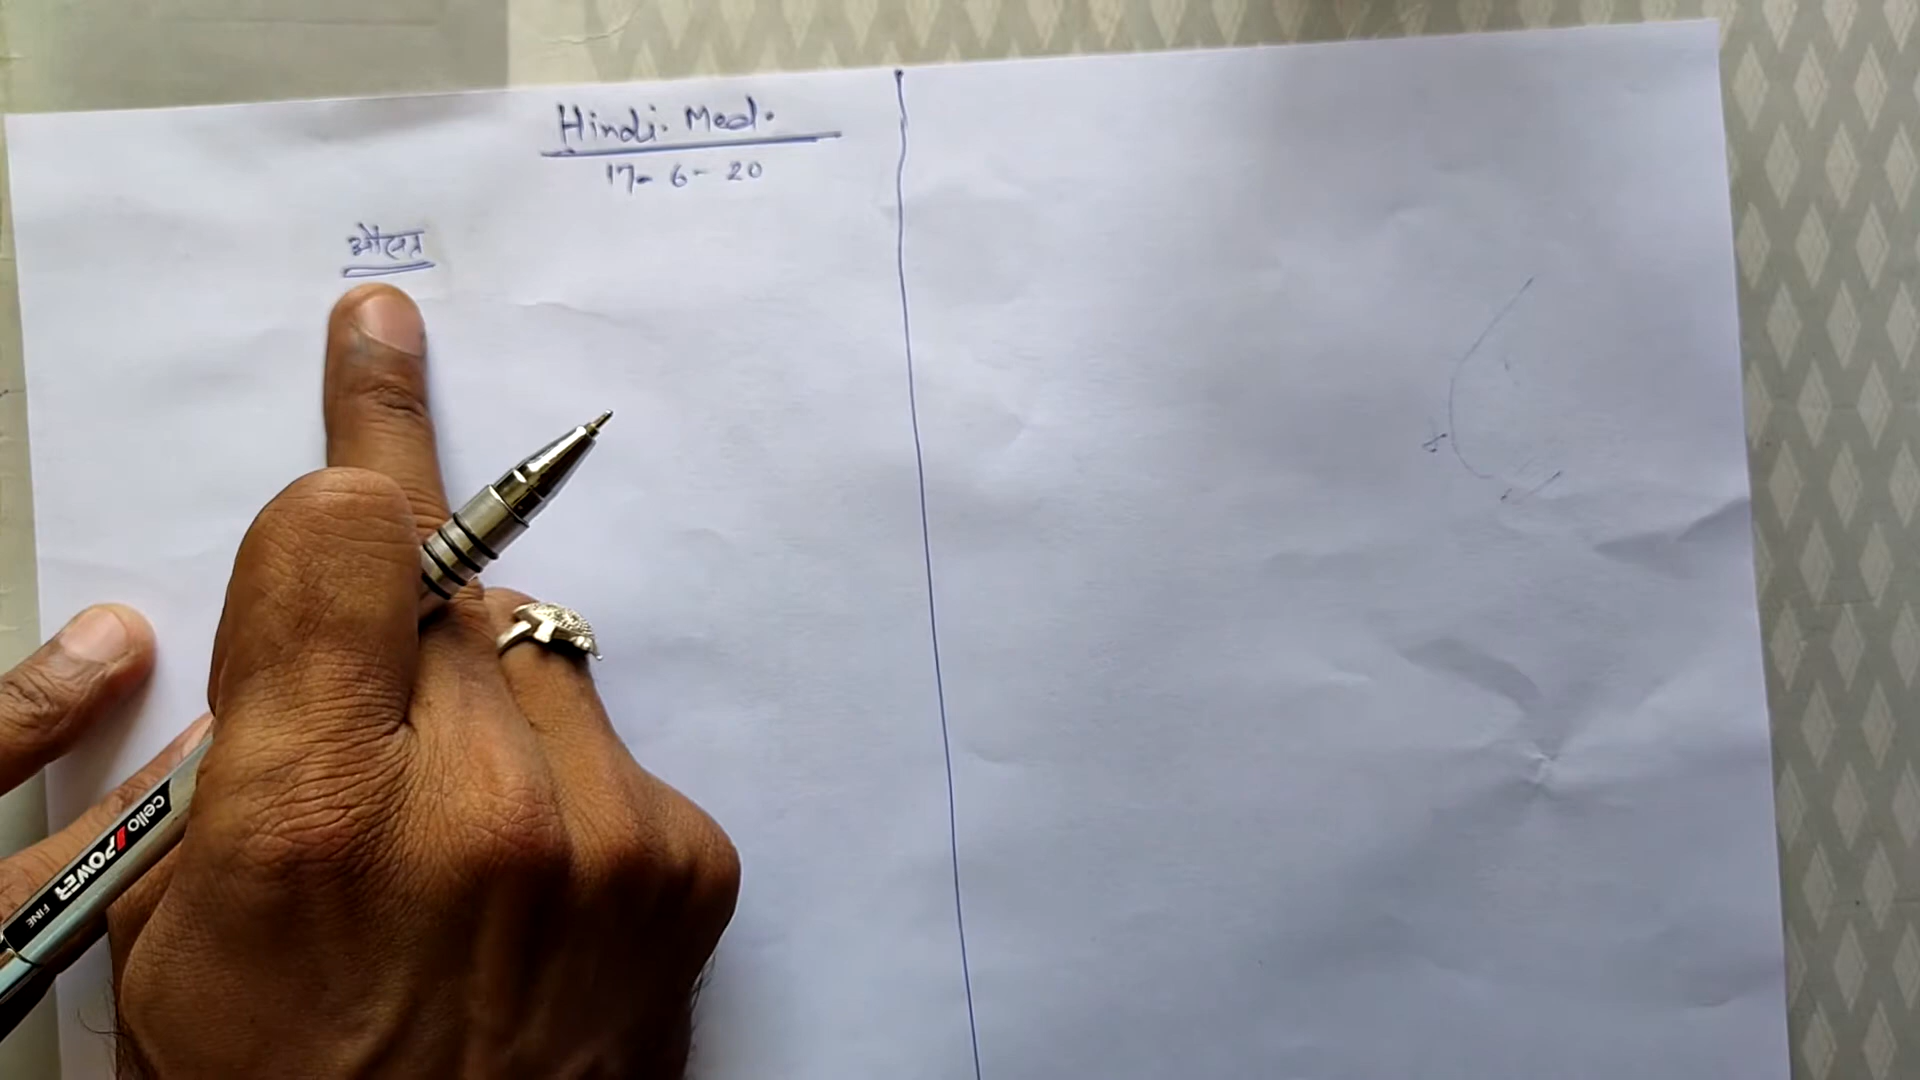 Hindi. Med.
17- 6- 20
औसत
cello POWER FINE